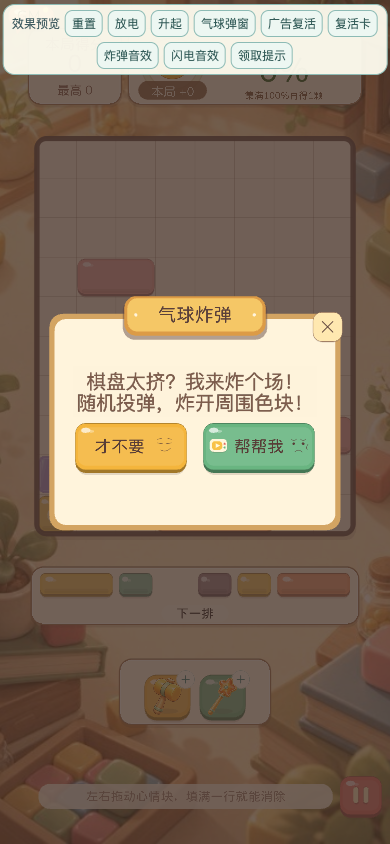 效果预览 重置 放电 升起 气球弹窗 广告复活 复活卡
炸弹音效 闪电音效 领取提示
最高 0
本局 +0
集满100%可得1颗
气球炸弹
棋盘太挤？我来炸个场！
随机投弹，炸开周围色块！
才不要 帮帮我
下一排
左右拖动心情块，填满一行就能消除